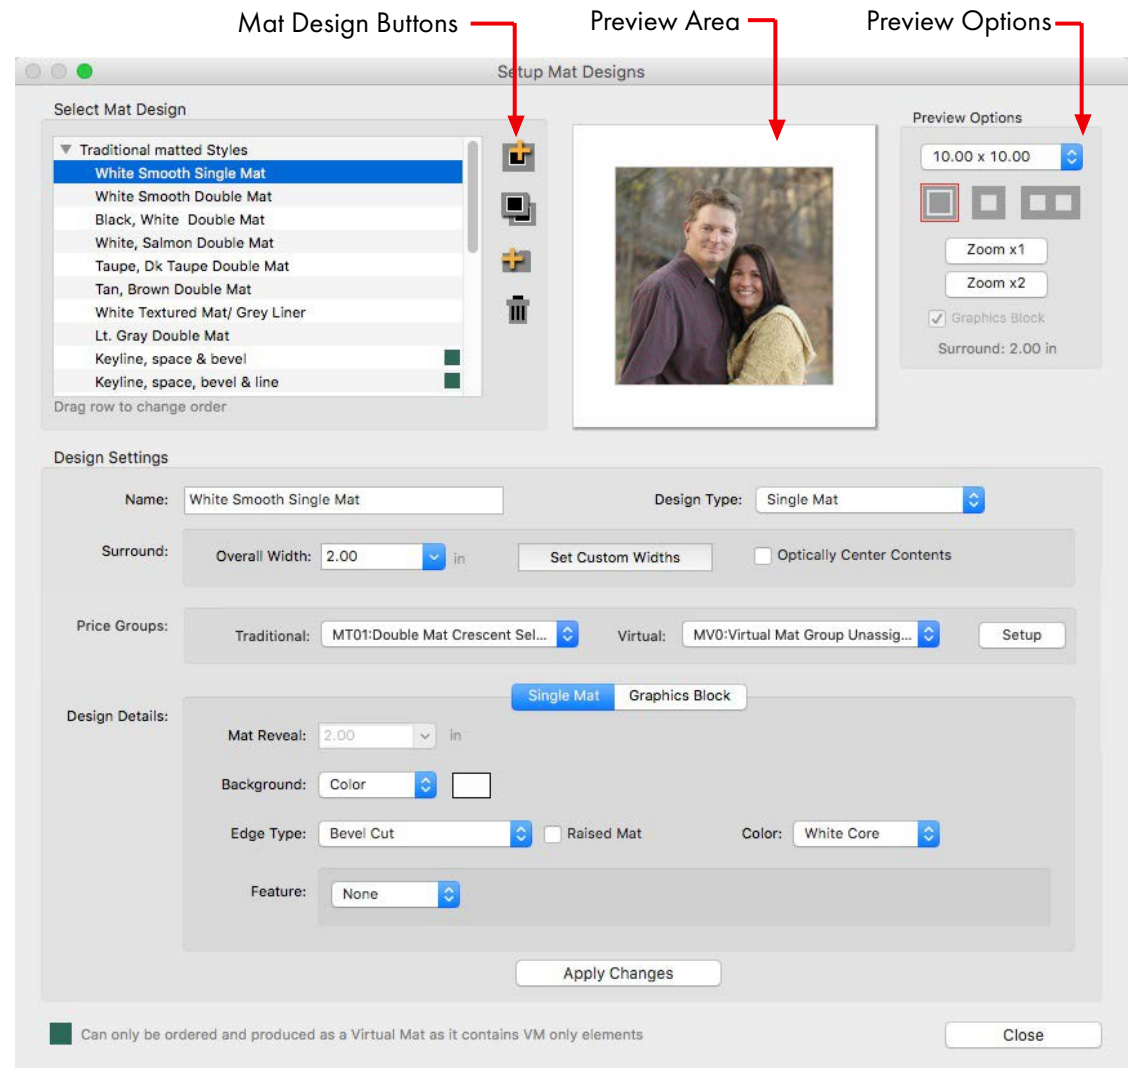 Mat Design Buttons
Preview Area
Preview Options
Setup Mat Designs
Select Mat Design
Traditional matted Styles
White Smooth Single Mat
White Smooth Double Mat
Black, White Double Mat
White, Salmon Double Mat
Taupe, Dk Taupe Double Mat
Tan, Brown Double Mat
White Textured Mat/ Grey Liner
Lt. Gray Double Mat
Keyline, space & bevel
Keyline, space, bevel & line
Drag row to change order
Preview Options
10.00 x 10.00
Zoom x1
Zoom x2
Graphics Block
Surround: 2.00 in
Design Settings
Name: White Smooth Single Mat Design Type: Single Mat
Surround: Overall Width: 2.00 in Set Custom Widths Optically Center Contents
Price Groups: Traditional: MT01:Double Mat Crescent Sel... Virtual: MV0:Virtual Mat Group Unassig... Setup
Single Mat Graphics Block
Design Details:
Mat Reveal: 2.00 in
Background: Color
Edge Type: Bevel Cut Raised Mat Color: White Core
Feature: None
Apply Changes
Can only be ordered and produced as a Virtual Mat as it contains VM only elements
Close